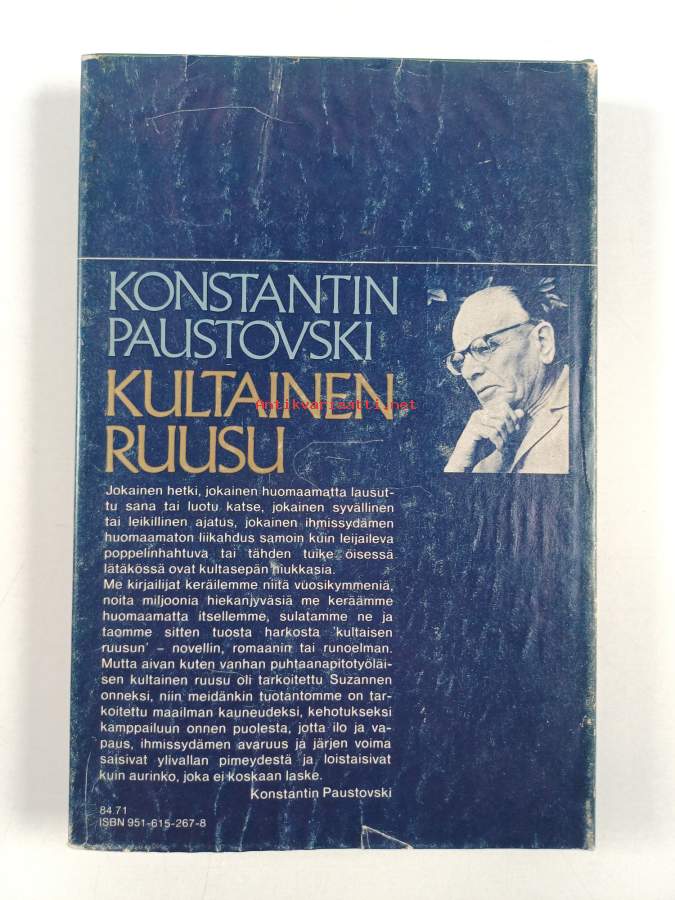 KONSTANTIN
PAUSTOVSKI
KULTAINEN
Antikvariaatti.net
RUUSU
Jokainen hetki, jokainen huomaamatta lausut-
tu sana tai luotu katse, jokainen syvällinen
tai leikillinen ajatus, jokainen ihmissydämen
huomaamaton liikahdus samoin kuin leijaileva
poppelinhahtuva tai tähden tuike öisessä
lätäkössä ovat kultasepän hiukkasia.
Me kirjailijat keräilemme niitä vuosikymmeniä,
noita miljoonia hiekanjyväsiä me keräämme
huomaamatta itsellemme, sulatamme ne ja
taomme sitten tuosta harkosta 'kultaisen
ruusun' – novellin, romaanin tai runoelman.
Mutta aivan kuten vanhan puhtaanapitotyöläi-
sen kultainen ruusu oli tarkoitettu Suzannen
onneksi, niin meidänkin tuotantomme on tar-
koitettu maailman kauneudeksi, kehotukseksi
kamppailuun onnen puolesta, jotta ilo ja va-
paus, ihmissydämen avaruus ja järjen voima
saisivat ylivallan pimeydestä ja loistaisivat
kuin aurinko, joka ei koskaan laske.
Konstantin Paustovski
84.71
ISBN 951-615-267-8